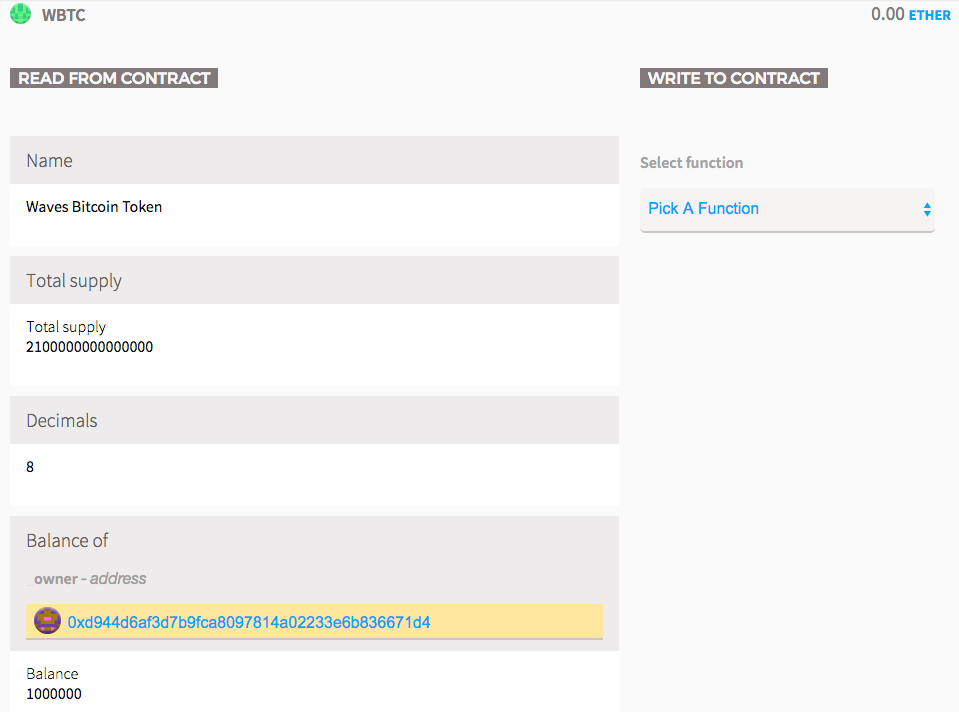 WBTC
0.00 ETHER
READ FROM CONTRACT
WRITE TO CONTRACT
Name
Waves Bitcoin Token
Select function
Pick A Function
Total supply
Total supply
2100000000000000
Decimals
8
Balance of
_owner - address
0xd944d6af3d7b9fca8097814a02233e6b836671d4
Balance
1000000